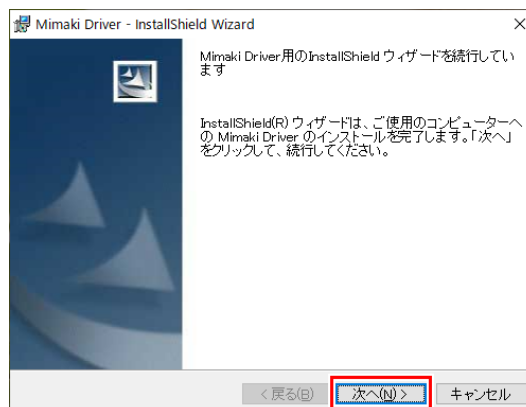 Mimaki Driver - InstallShield Wizard
Mimaki Driver用のInstallShield ウィザードを続行してい
ます
InstallShield(R) ウィザードは、ご使用のコンピューターへ
の Mimaki Driver のインストールを完了します。「次へ」
をクリックして、続行してください。
< 戻る(B)
次へ(N) >
キャンセル